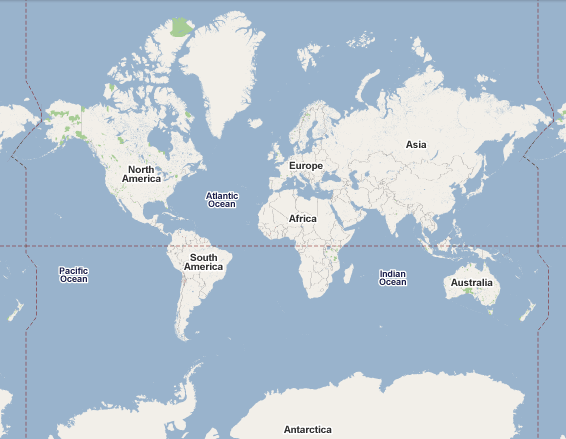 Asia
Europe
North
America
Atlantic
Ocean
Africa
South
America
Pacific
Ocean
Indian
Ocean
Australia
Antarctica